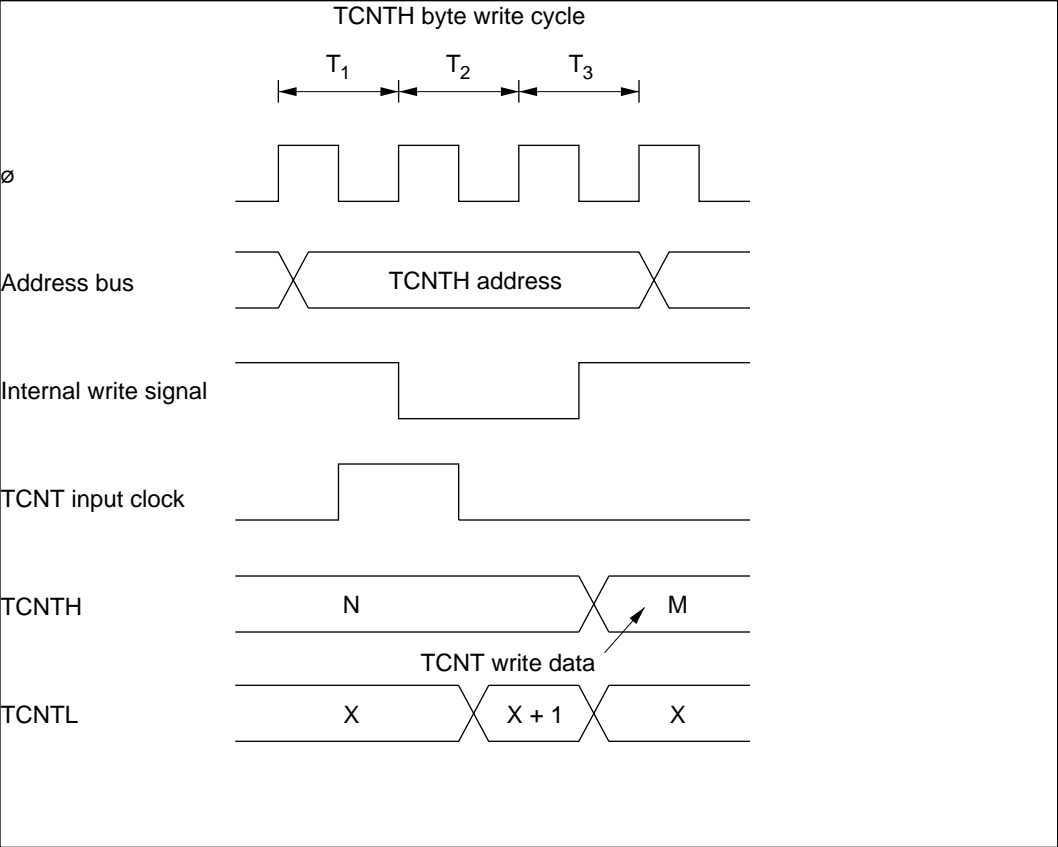 TCNTH byte write cycle
T1 T2 T3
ø
Address bus TCNTH address
Internal write signal
TCNT input clock
TCNTH N M
TCNT write data
TCNTL X X + 1 X